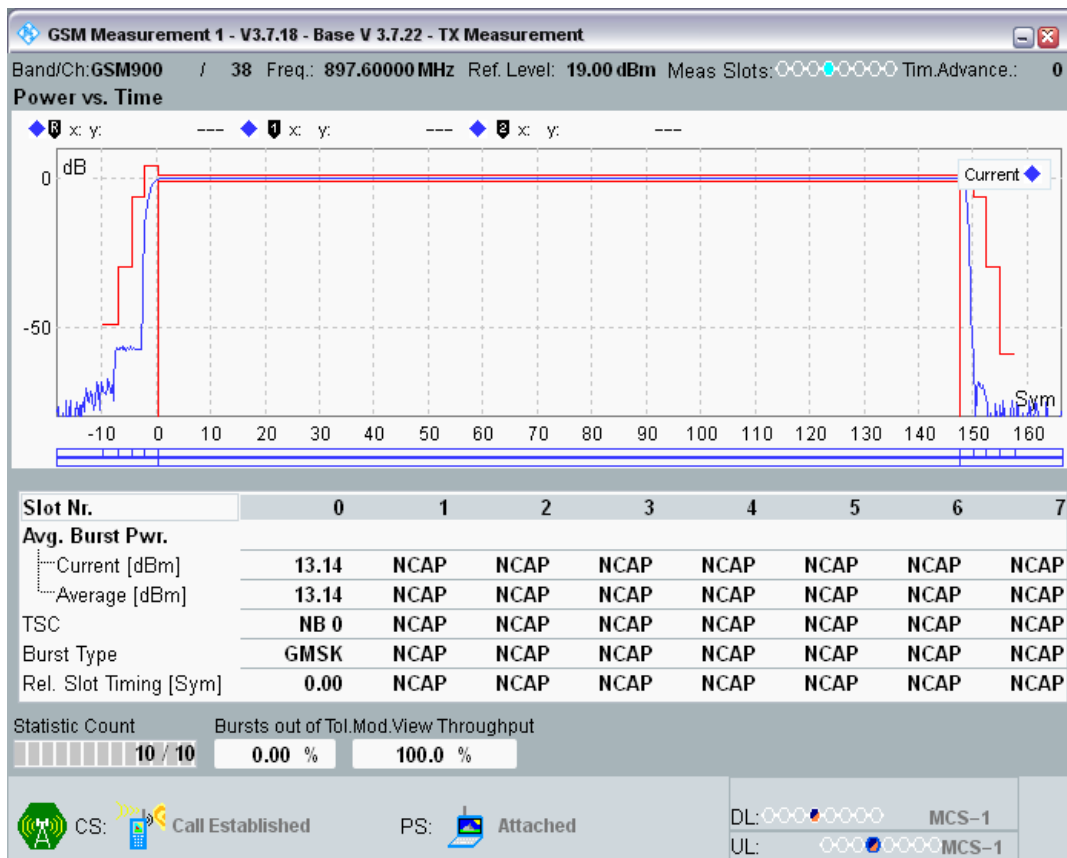 GSM Measurement 1 - V3.7.18 - Base V 3.7.22 - TX Measurement
Band/Ch:GSM900 / 38 Freq.: 897.60000 MHz Ref. Level: 19.00 dBm Meas Slots: Tim.Advance.: 0
Power vs. Time
R x: y: --- 1 x: y: --- 2 x: y: ---
dB
0
Current
-50
Sym
-10 0 10 20 30 40 50 60 70 80 90 100 110 120 130 140 150 160
Slot Nr. 0 1 2 3 4 5 6 7
Avg. Burst Pwr.
Current [dBm] 13.14 NCAP NCAP NCAP NCAP NCAP NCAP NCAP
Average [dBm] 13.14 NCAP NCAP NCAP NCAP NCAP NCAP NCAP
TSC NB 0 NCAP NCAP NCAP NCAP NCAP NCAP NCAP
Burst Type GMSK NCAP NCAP NCAP NCAP NCAP NCAP NCAP
Rel. Slot Timing [Sym] 0.00 NCAP NCAP NCAP NCAP NCAP NCAP NCAP
Statistic Count Bursts out of Tol.Mod.View Throughput
10 / 10 0.00 % 100.0 %
CS: Call Established PS: Attached
DL: MCS-1
UL: MCS-1